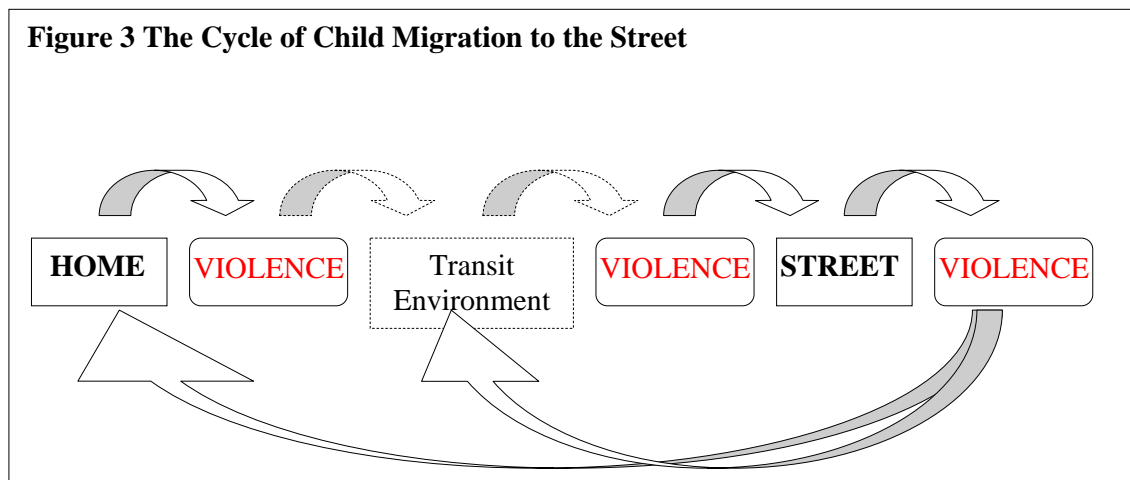 Figure 3 The Cycle of Child Migration to the Street
HOME
VIOLENCE
Transit
Environment
VIOLENCE
STREET
VIOLENCE